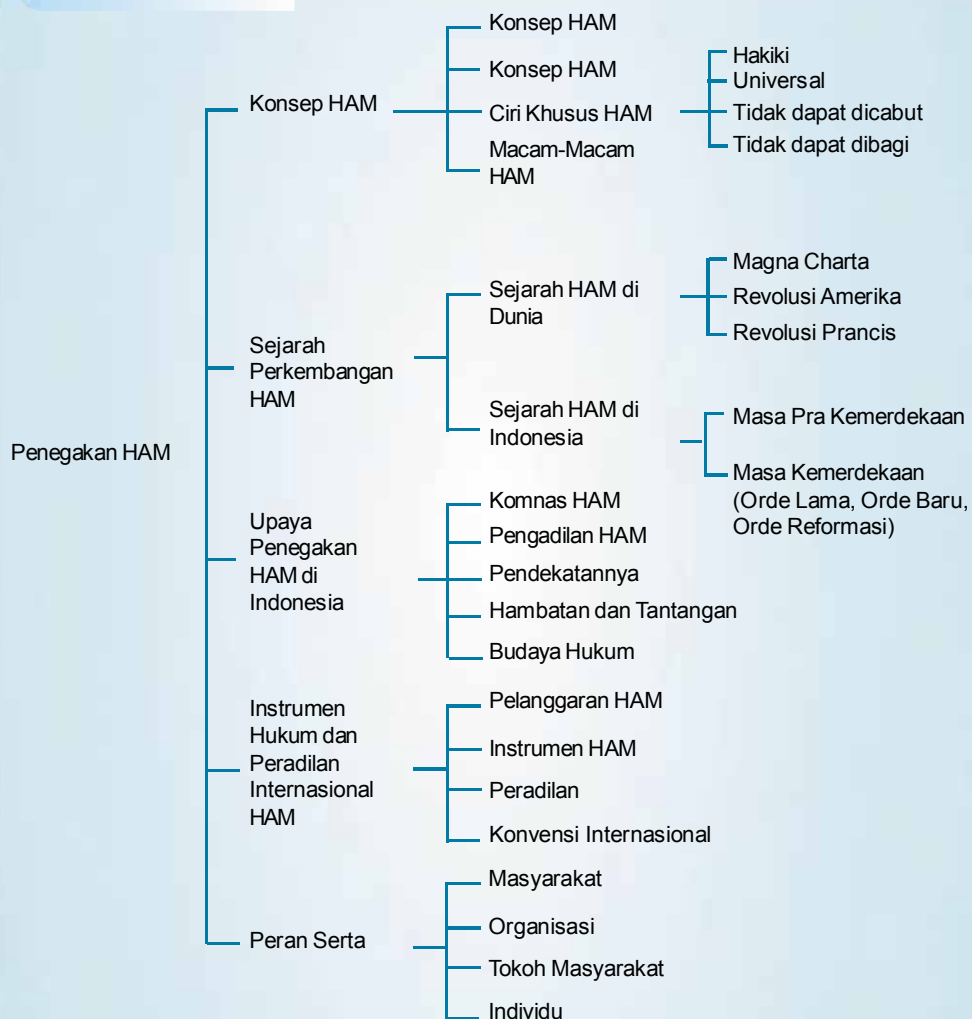 Penegakan HAM
Konsep HAM
Konsep HAM
Konsep HAM
Ciri Khusus HAM
Hakiki
Universal
Tidak dapat dicabut
Tidak dapat dibagi
Macam-Macam
HAM
Sejarah
Perkembangan
HAM
Sejarah HAM di
Dunia
Magna Charta
Revolusi Amerika
Revolusi Prancis
Sejarah HAM di
Indonesia
Masa Pra Kemerdekaan
Masa Kemerdekaan
(Orde Lama, Orde Baru,
Orde Reformasi)
Upaya
Penegakan
HAM di
Indonesia
Komnas HAM
Pengadilan HAM
Pendekatannya
Hambatan dan Tantangan
Budaya Hukum
Instrumen
Hukum dan
Peradilan
Internasional
HAM
Pelanggaran HAM
Instrumen HAM
Peradilan
Konvensi Internasional
Peran Serta
Masyarakat
Organisasi
Tokoh Masyarakat
Individu